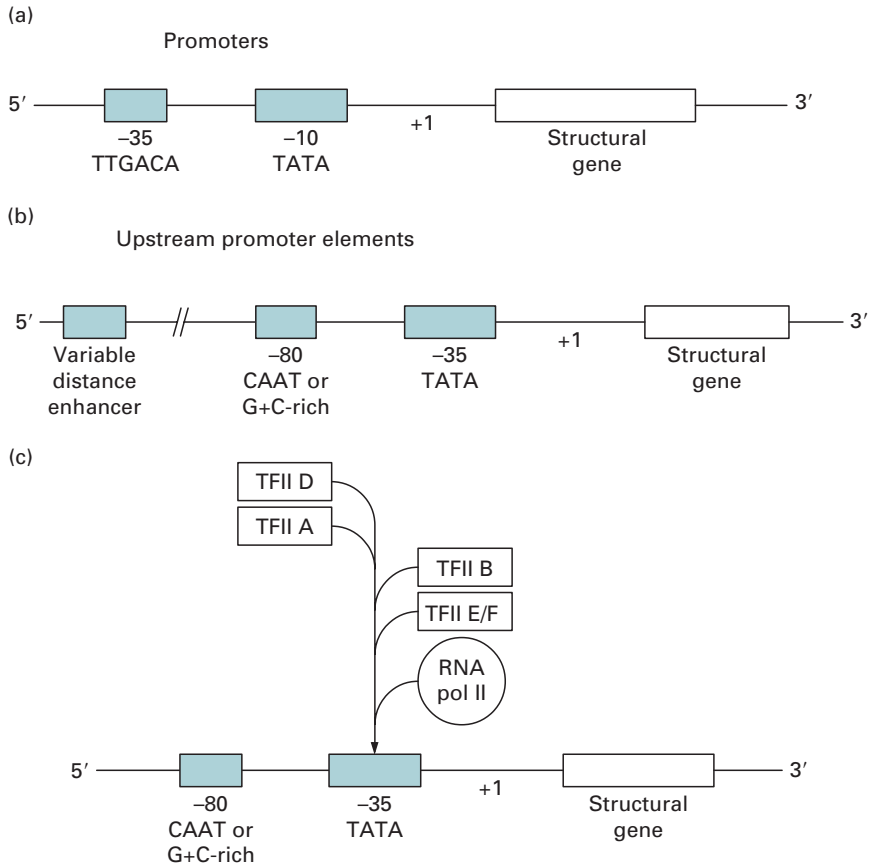 (a)
Promoters
5′
3′
+1
–35
–10
TTGACA
TATA
Structural
gene
(b)
Upstream promoter elements
5′
3′
+1
Variable
distance
enhancer
–80
CAAT or
G+C-rich
–35
TATA
Structural
gene
(c)
TFII D
TFII A
TFII B
TFII E/F
RNA
pol II
5′
3′
+1
–80
CAAT or
G+C-rich
–35
TATA
Structural
gene